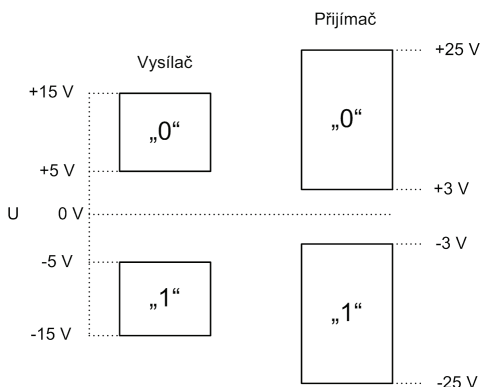 Přijímač
+25 V
Vysílač
+15 V
„0“
„0“
+5 V
+3 V
U 0 V
-3 V
-5 V
„1“
„1“
-15 V
-25 V